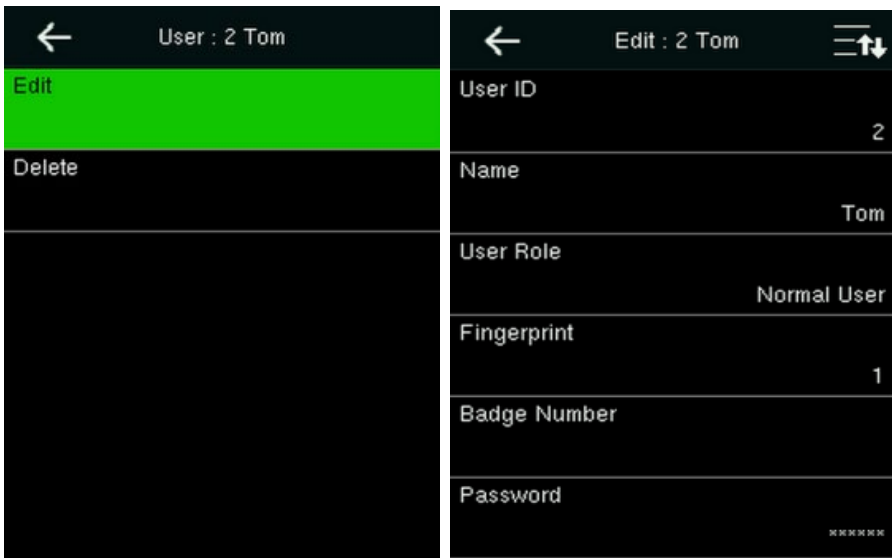 User : 2 Tom
Edit
Delete
Edit : 2 Tom
User ID
2
Name
Tom
User Role
Normal User
Fingerprint
1
Badge Number
Password
******